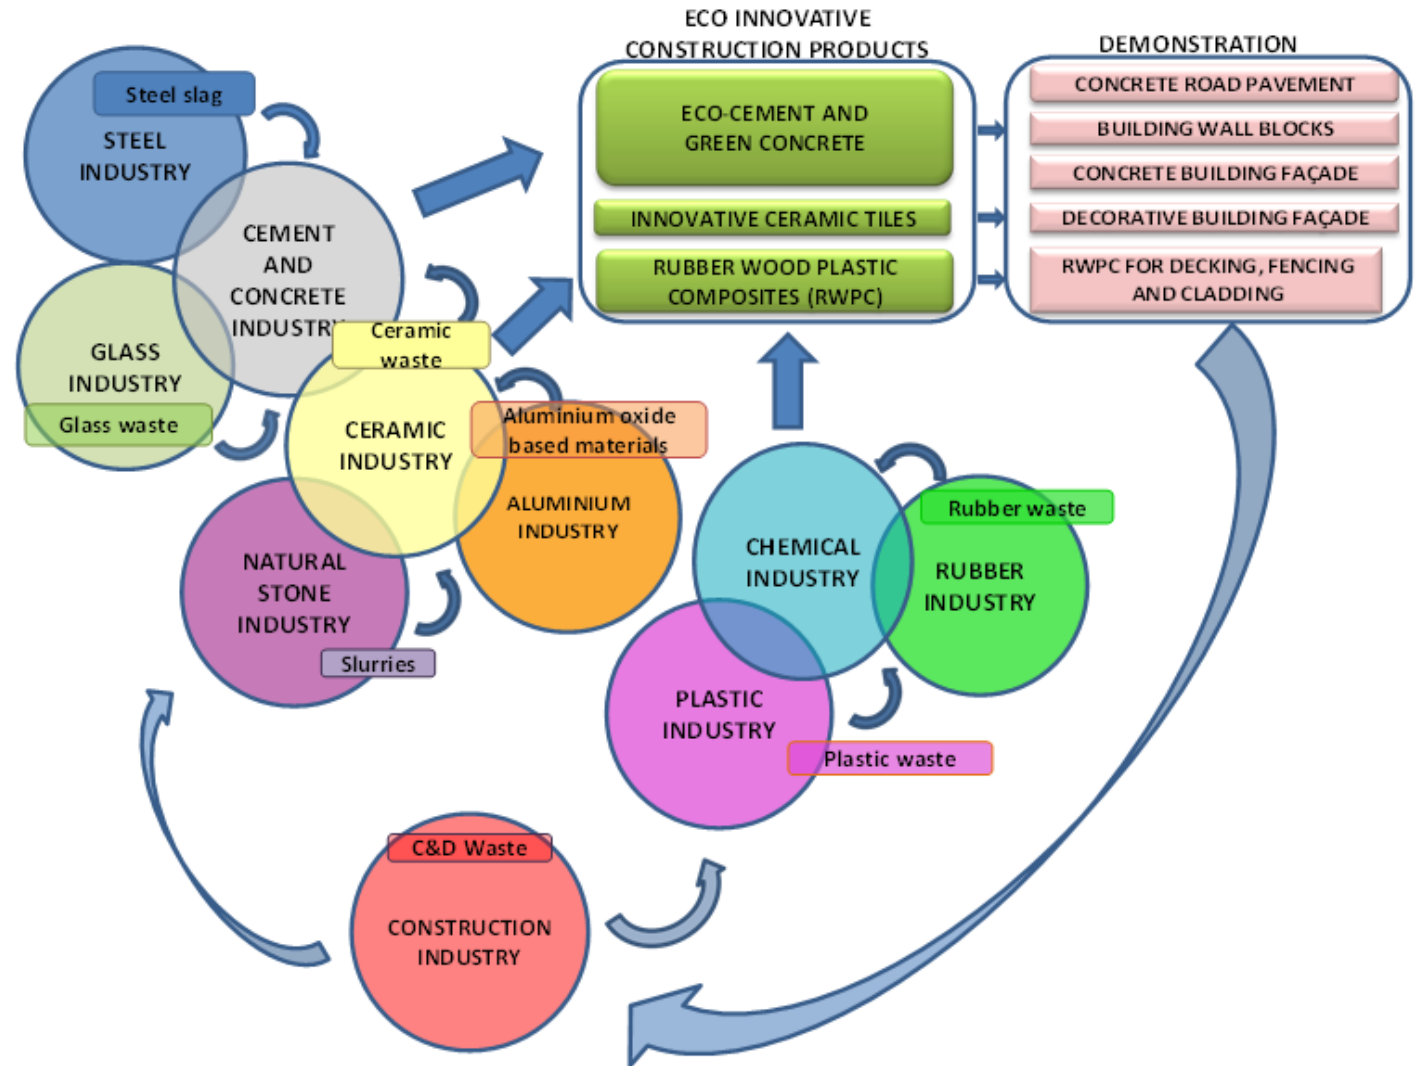 ECO INNOVATIVE
CONSTRUCTION PRODUCTS
DEMONSTRATION
Steel slag
STEEL
INDUSTRY
CEMENT
AND
CONCRETE
INDUSTRY
GLASS
INDUSTRY
Glass waste
Ceramic
waste
CERAMIC
INDUSTRY
Aluminium oxide
based materials
ALUMINIUM
INDUSTRY
NATURAL
STONE
INDUSTRY
Slurries
ECO-CEMENT AND
GREEN CONCRETE
INNOVATIVE CERAMIC TILES
RUBBER WOOD PLASTIC
COMPOSITES (RWPC)
CONCRETE ROAD PAVEMENT
BUILDING WALL BLOCKS
CONCRETE BUILDING FAÇADE
DECORATIVE BUILDING FAÇADE
RWPC FOR DECKING, FENCING
AND CLADDING
CHEMICAL
INDUSTRY
Rubber waste
RUBBER
INDUSTRY
PLASTIC
INDUSTRY
Plastic waste
C&D Waste
CONSTRUCTION
INDUSTRY